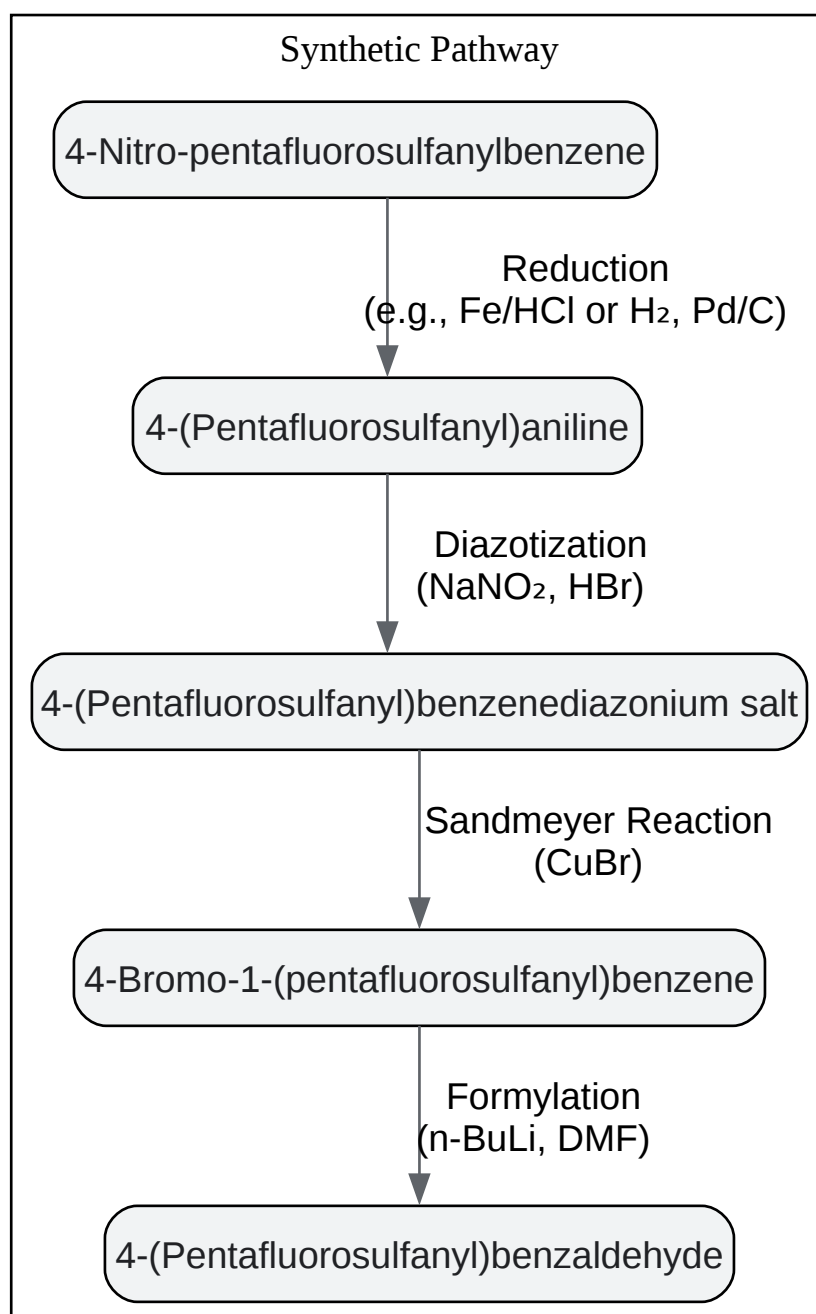 Synthetic Pathway
4-Nitro-pentafluorosulfanylbenzene
Reduction
(e.g., Fe/HCl or H₂, Pd/C)
4-(Pentafluorosulfanyl)aniline
Diazotization
(NaNO₂, HBr)
4-(Pentafluorosulfanyl)benzenediazonium salt
Sandmeyer Reaction
(CuBr)
4-Bromo-1-(pentafluorosulfanyl)benzene
Formylation
(n-BuLi, DMF)
4-(Pentafluorosulfanyl)benzaldehyde